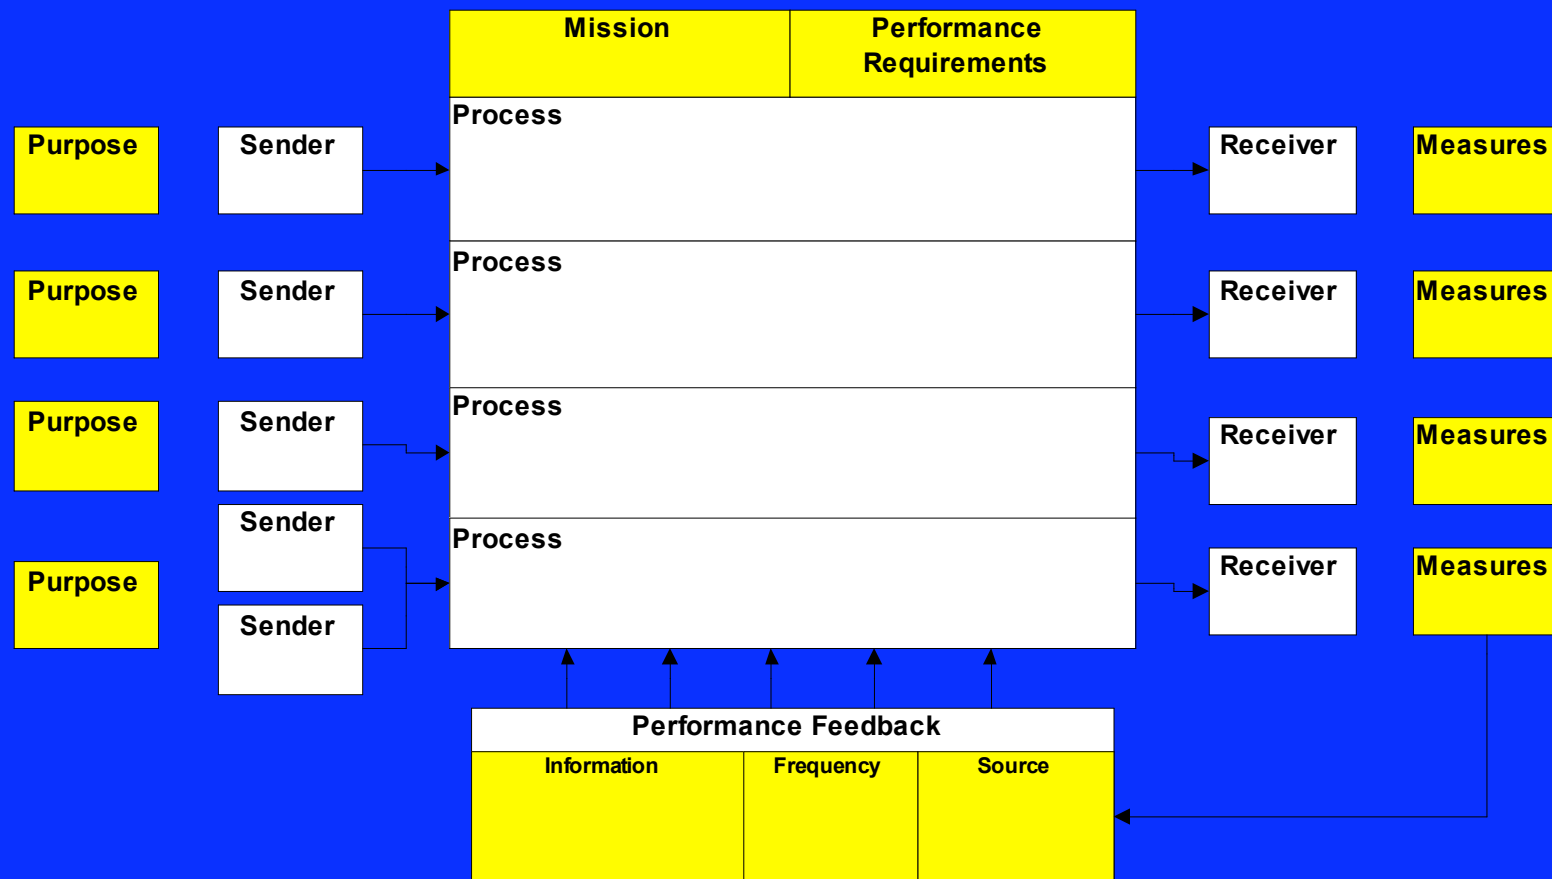 Mission
Performance
Requirements
Process
Purpose
Sender
Receiver
Measures
Process
Purpose
Sender
Receiver
Measures
Process
Purpose
Sender
Receiver
Measures
Sender
Process
Purpose
Receiver
Measures
Sender
Performance Feedback
Information
Frequency
Source